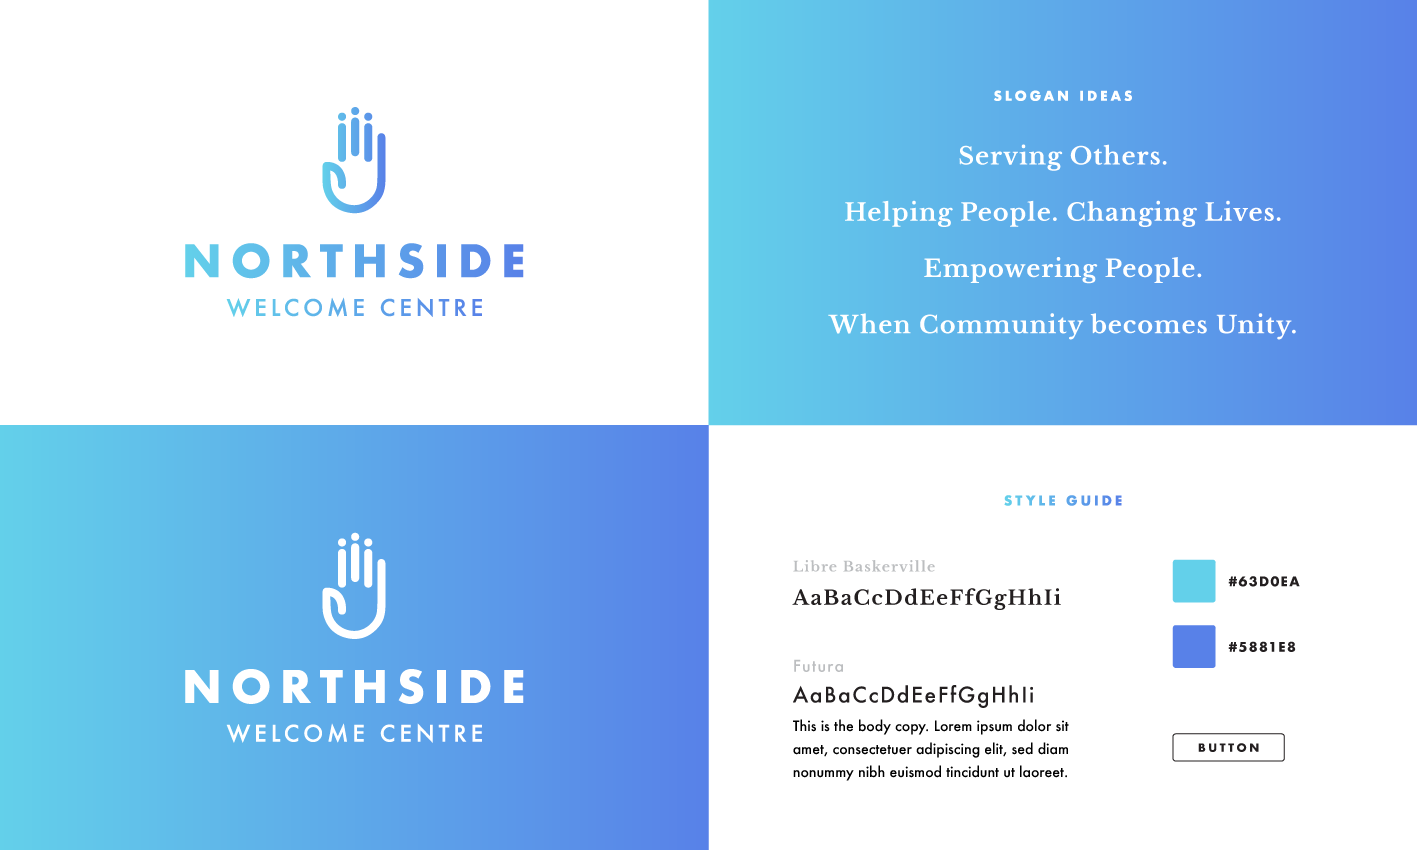 NORTHSIDE
WELCOME CENTRE
SLOGAN IDEAS
Serving Others.
Helping People. Changing Lives.
Empowering People.
When Community becomes Unity.
NORTHSIDE
WELCOME CENTRE
STYLE GUIDE
Libre Baskerville
AaBaCcDdEeFfGgHhIi
Futura
AaBaCcDdEeFfGgHhIi
This is the body copy. Lorem ipsum dolor sit
amet, consectetuer adipiscing elit, sed diam
nonummy nibh euismod tincidunt ut laoreet.
#63D0EA
#5881E8
BUTTON